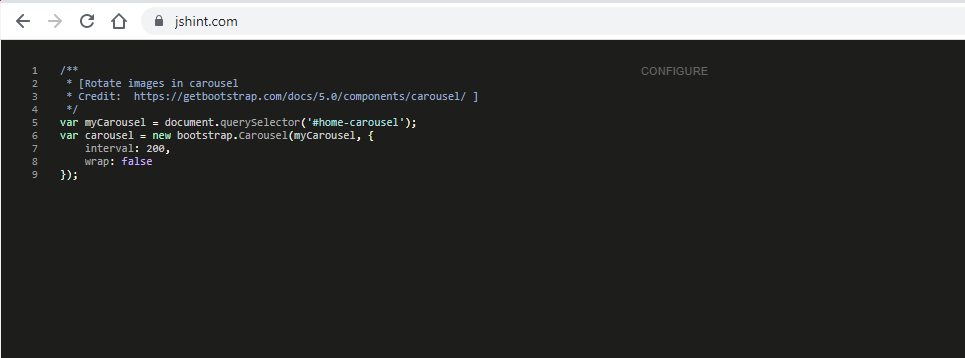 jshint.com
CONFIGURE
1 /**
2  * [Rotate images in carousel
3  * Credit:  https://getbootstrap.com/docs/5.0/components/carousel/ ]
4  */
5 var myCarousel = document.querySelector('#home-carousel');
6 var carousel = new bootstrap.Carousel(myCarousel, {
7     interval: 200,
8     wrap: false
9 });